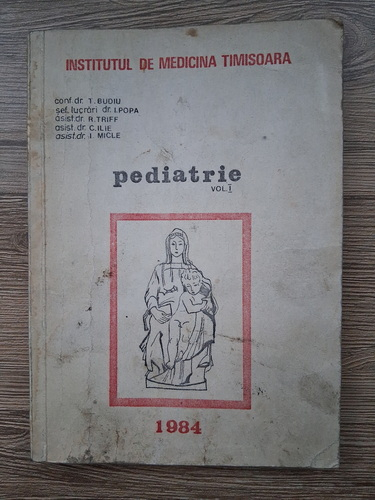 INSTITUTUL DE MEDICINA TIMISOARA
conf. dr. T. BUDIU
sef. lucrări dr. I. POPA
asist. dr. R. TRIFF
asist. dr. C. ILIE
asist. dr. I. MICLE
pediatrie
VOL. I
1984